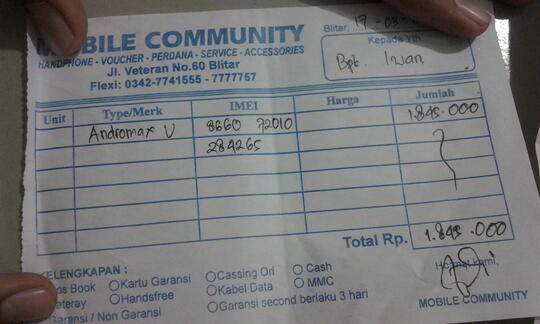 MOBILE COMMUNITY
HANDPHONE - VOUCHER - PERDANA - SERVICE - ACCESSORIES
Jl. Veteran No.60 Blitar
Flexi: 0342-7741555 - 7777757
Blitar, 17 - 03 -
Kepada Yth.
Bpk. Iwan
Unit Type/Merk IMEI Harga Jumlah
Andromax U 8660 72010 1.845.000
284265
Total Rp. 1.845.000
KELENGKAPAN :
Book Kartu Garansi Cassing Ori Cash
Handsfree Kabel Data MMC
Garansi / Non Garansi Garansi second berlaku 3 hari
Hormat kami,
MOBILE COMMUNITY